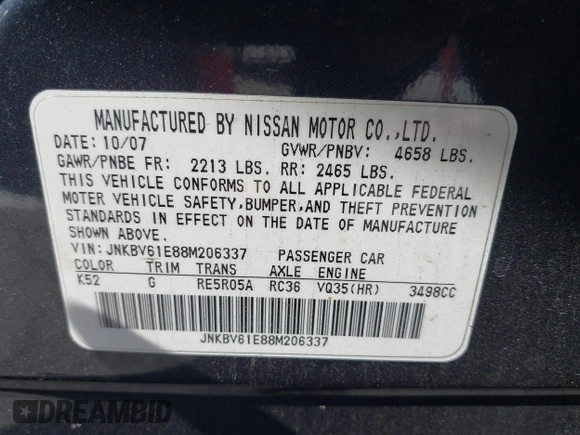 MANUFACTURED BY NISSAN MOTOR CO.,LTD.
DATE: 10/07 GVWR/PNBV: 4658 LBS.
GAWR/PNBE FR: 2213 LBS. RR: 2465 LBS.
THIS VEHICLE CONFORMS TO ALL APPLICABLE FEDERAL
MOTOR VEHICLE SAFETY,BUMPER,AND THEFT PREVENTION
STANDARDS IN EFFECT ON THE DATE OF MANUFACTURE
SHOWN ABOVE.
VIN: JNKBV61E88M206337 PASSENGER CAR
COLOR TRIM TRANS AXLE ENGINE
K52 G RE5R05A RC36 VQ35(HR) 3498CC
JNKBV61E88M206337
DREAMBID